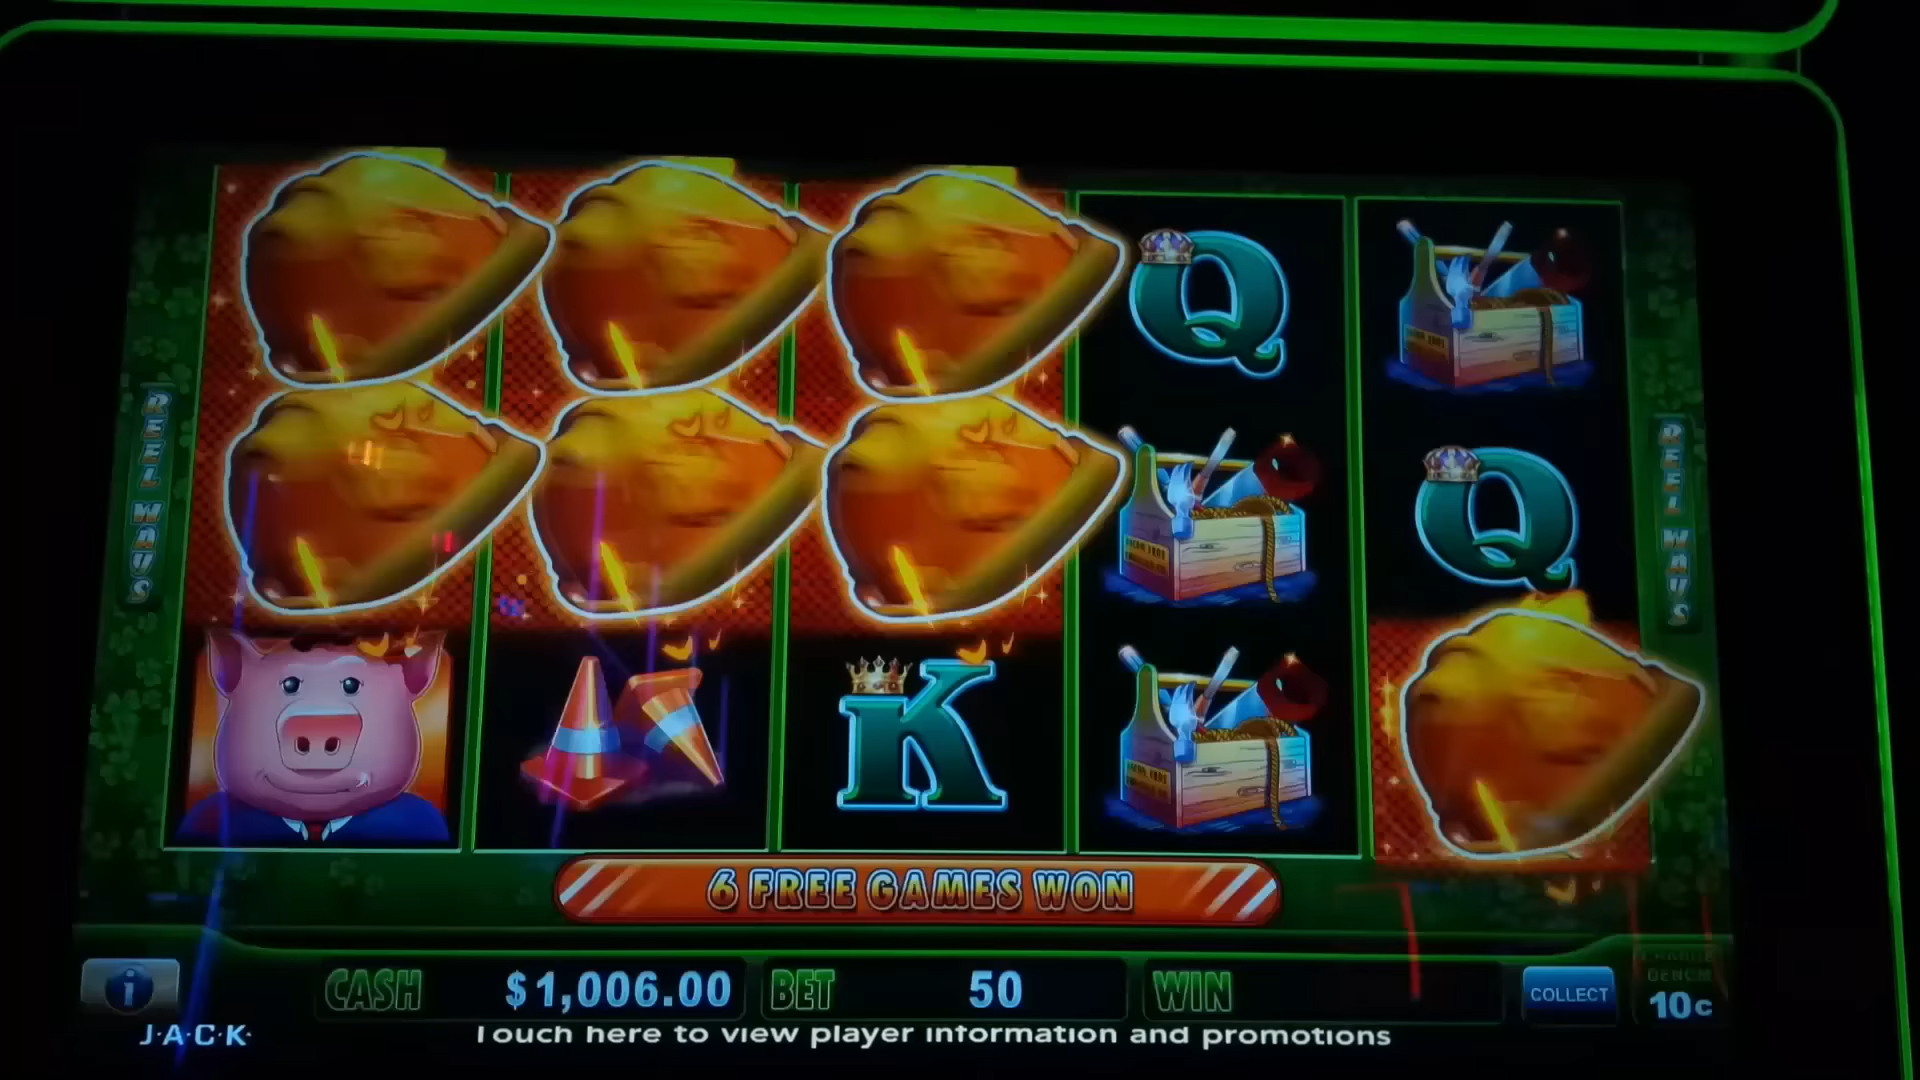 Q
REEL WAYS
REEL WAYS
Q
K
6 FREE GAMES WON
CASH $1,006.00 BET 50 WIN COLLECT
DENOM
10c
i
J·A·C·K·
Touch here to view player information and promotions